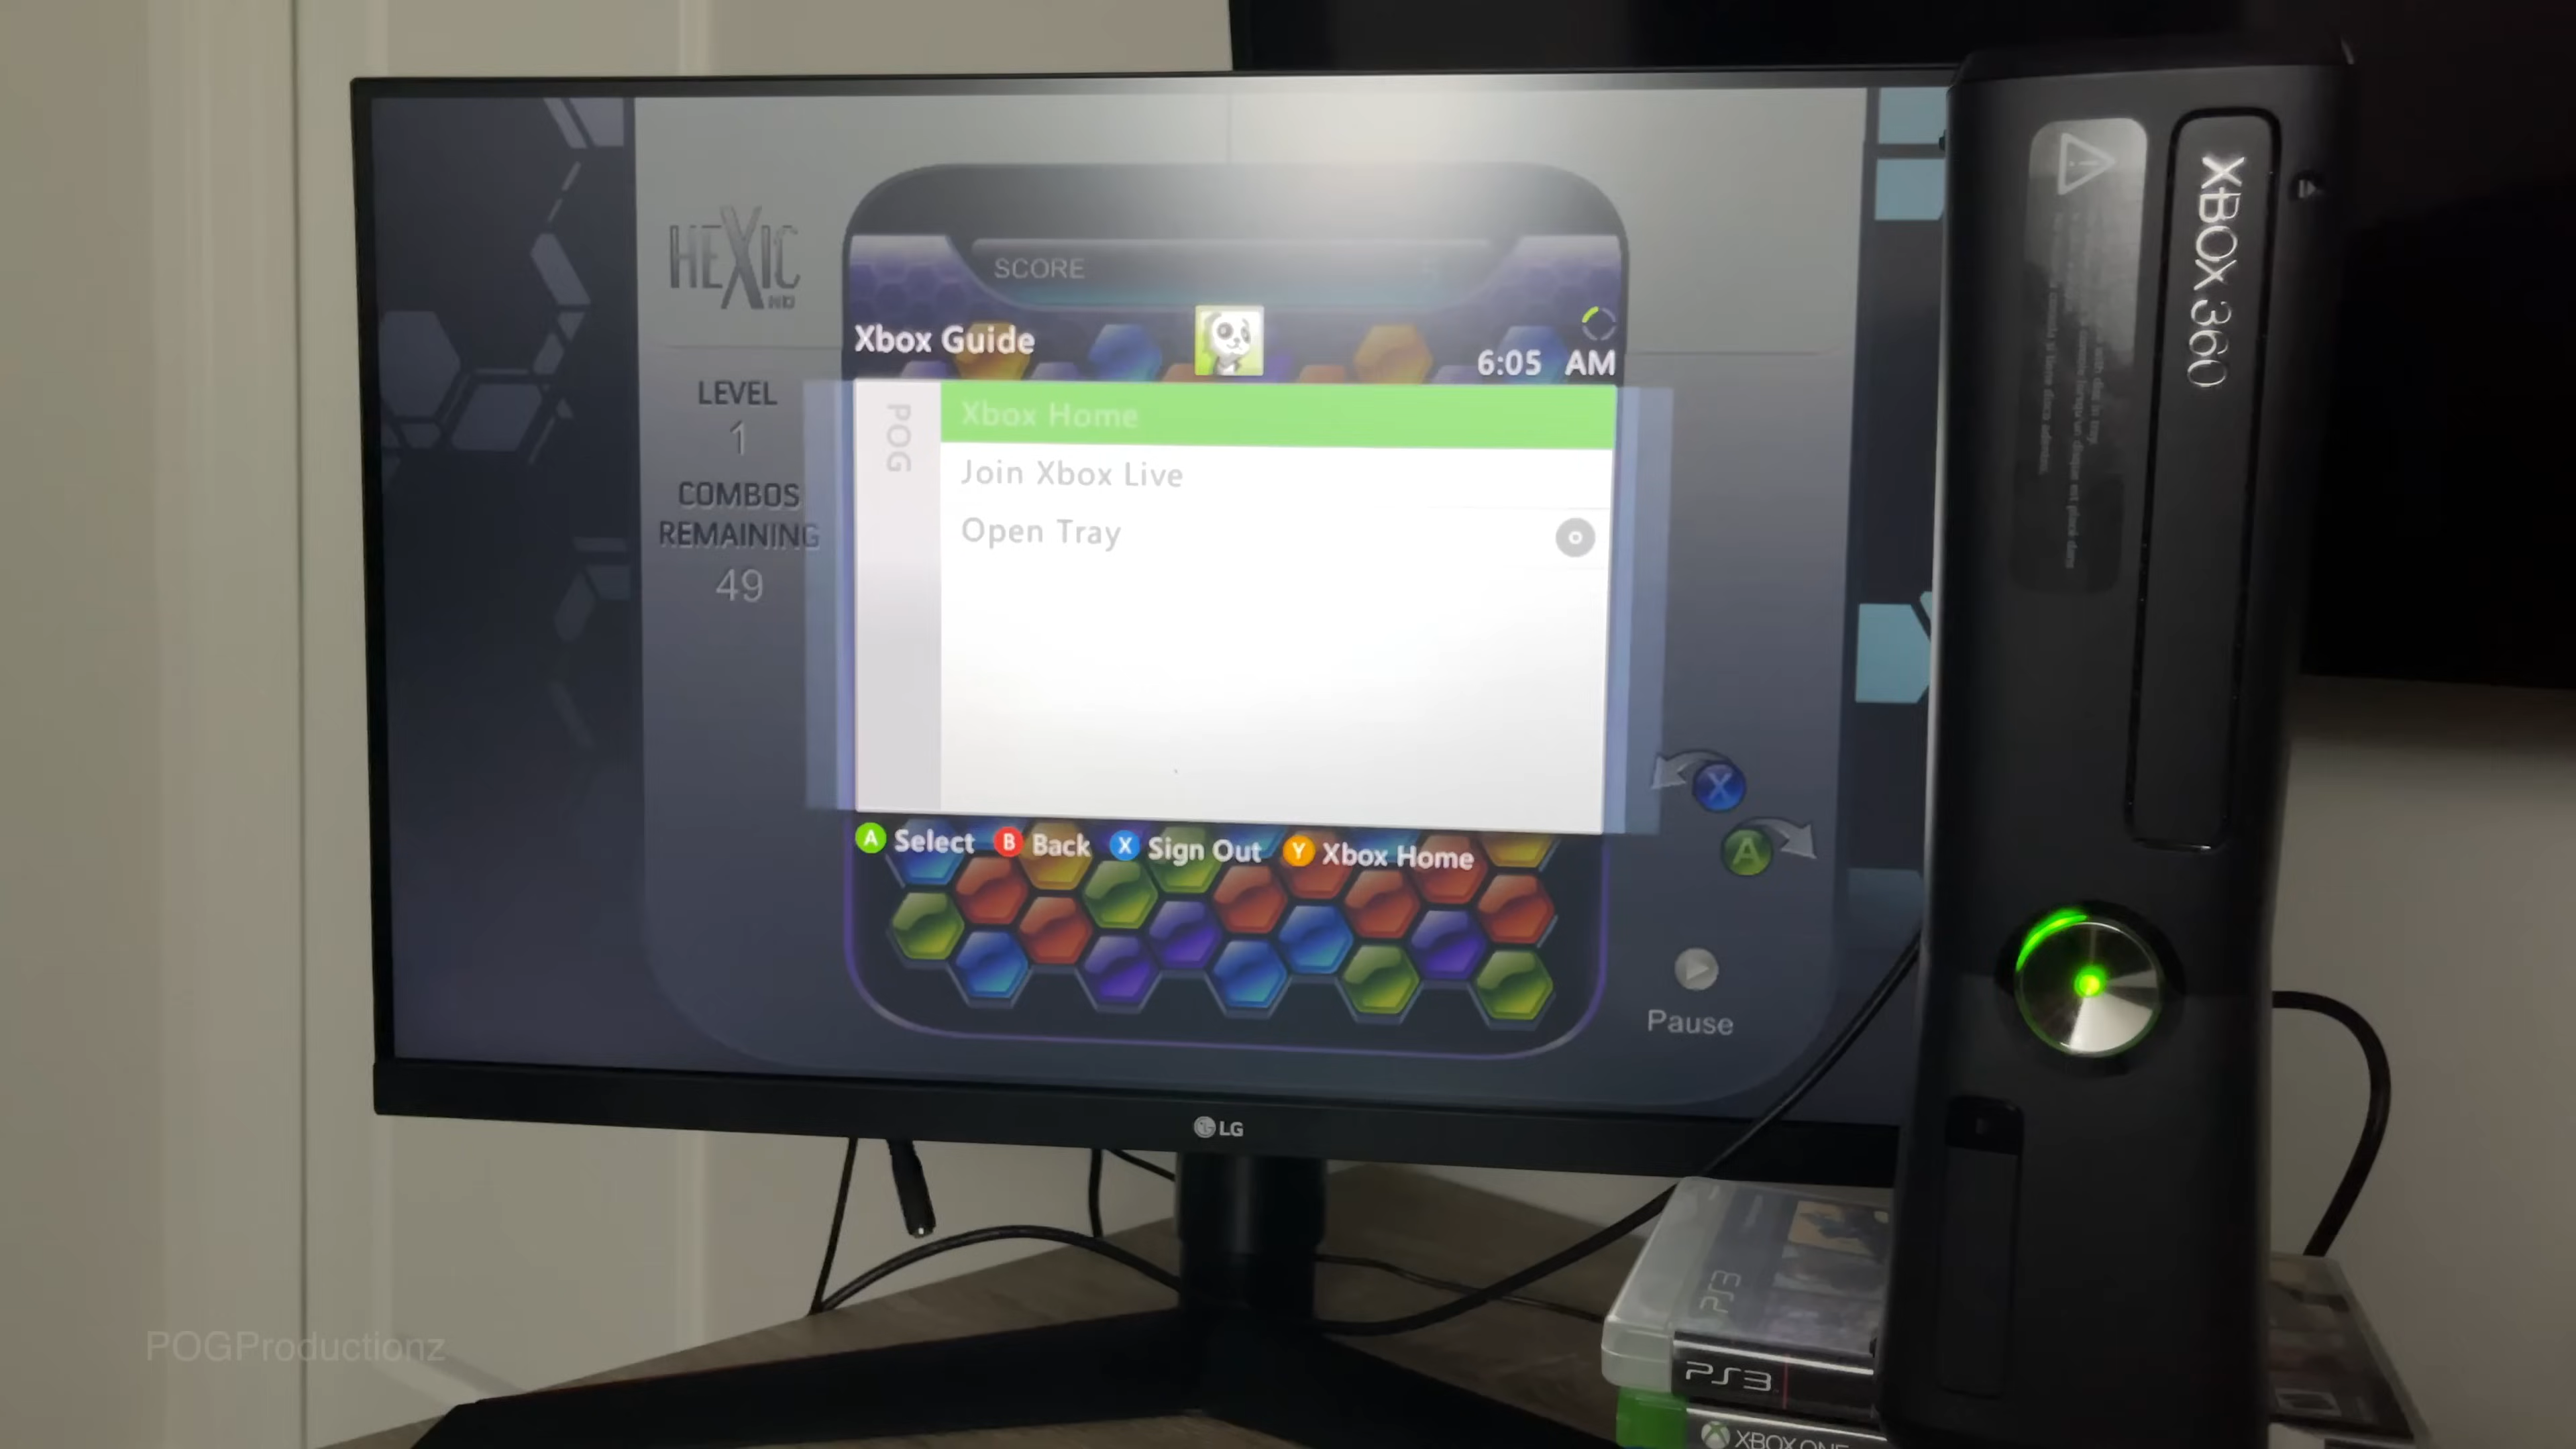 HEXIC
HD
SCORE
LEVEL
1
COMBOS
REMAINING
49
Xbox Guide
6:05 AM
POG
Xbox Home
Join Xbox Live
Open Tray
A Select B Back X Sign Out Y Xbox Home
X
A
Pause
LG
XBOX 360
PS3
PS3
XBOX ONE
POGProductionz